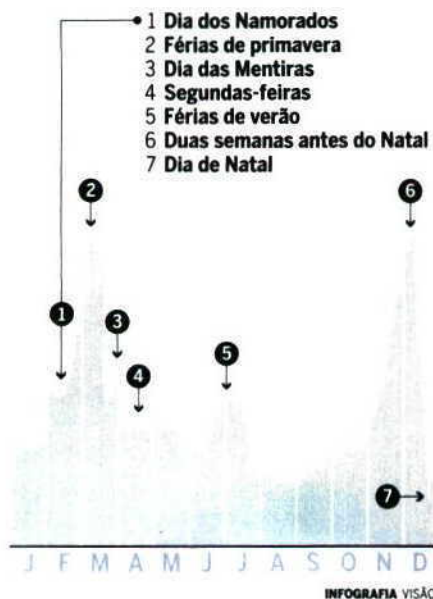 1 Dia dos Namorados
2 Férias de primavera
3 Dia das Mentiras
4 Segundas-feiras
5 Férias de verão
6 Duas semanas antes do Natal
7 Dia de Natal
2
6
1
3
4
5
7
J F M A M J J A S O N D
INFOGRAFIA VISÃO